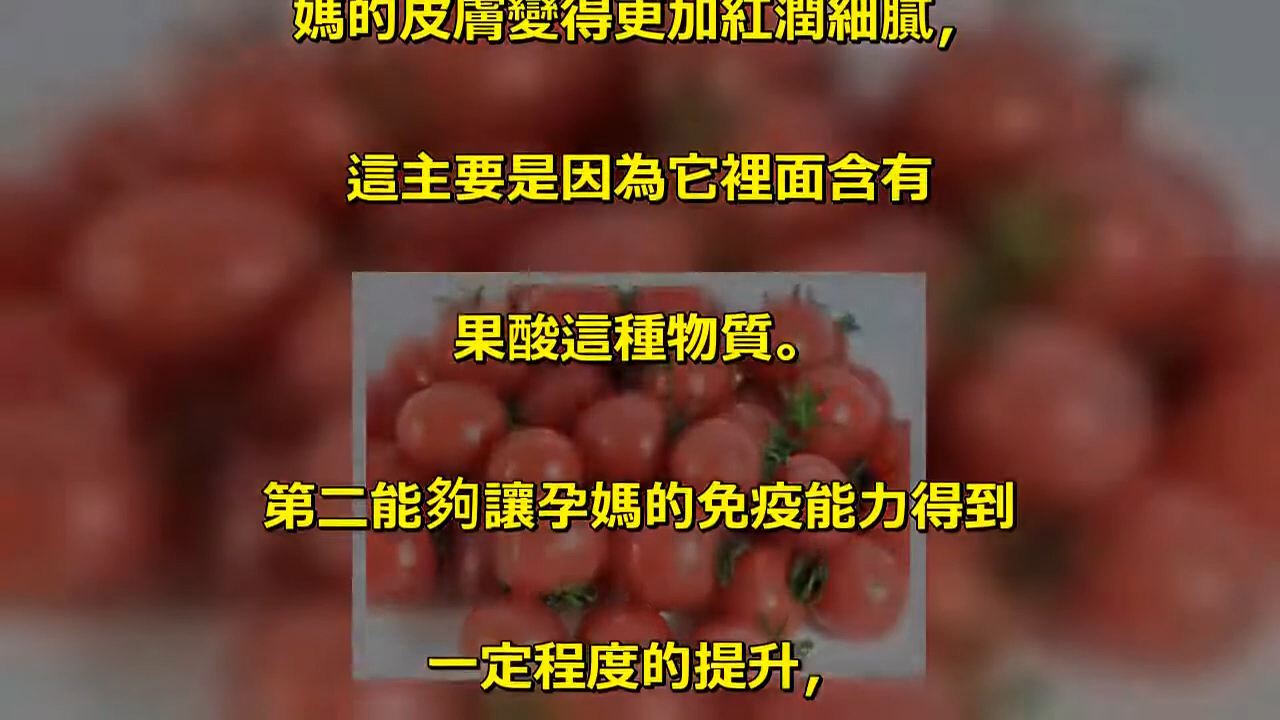 媽的皮膚變得更加紅潤細膩,
這主要是因為它裡面含有
果酸這種物質。
第二能夠讓孕媽的免疫能力得到
一定程度的提升,